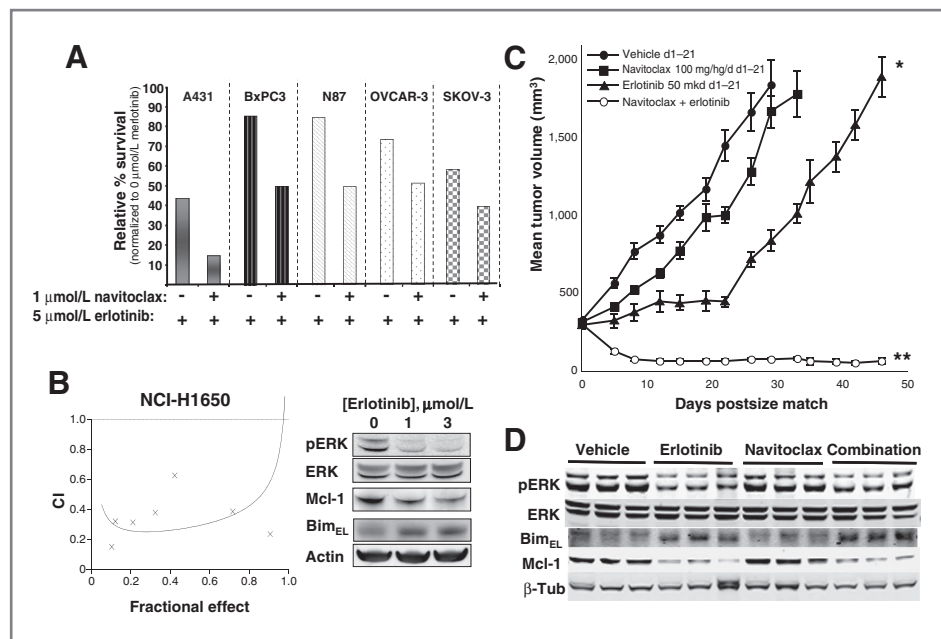 A
A431 BxPC3 N87 OVCAR-3 SKOV-3
Relative % survival
(normalized to 0 μmol/L merlotinib)
100
90
80
70
60
50
40
30
20
10
1 μmol/L navitoclax: - + - + - + - + - +
5 μmol/L erlotinib: + + + + + + + + + +
B
NCI-H1650
CI
1.0
0.8
0.6
0.4
0.2
0
0 0.2 0.4 0.6 0.8 1.0
Fractional effect
[Erlotinib], μmol/L
0 1 3
pERK
ERK
Mcl-1
BimEL
Actin
C
Vehicle d1–21
Navitoclax 100 mg/hg/d d1–21
Erlotinib 50 mkd d1–21
Navitoclax + erlotinib
Mean tumor volume (mm³)
2,000
1,500
1,000
500
0
0 10 20 30 40 50
Days postsize match
*
**
D
Vehicle Erlotinib Navitoclax Combination
pERK
ERK
BimEL
Mcl-1
β-Tub